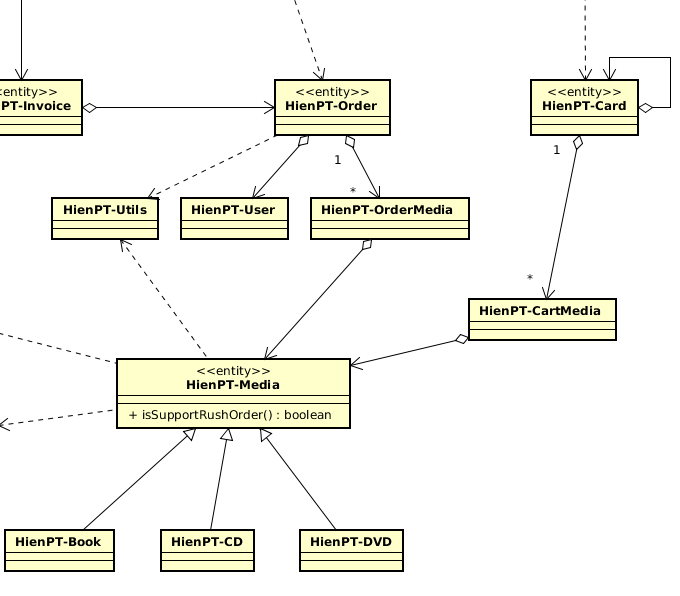 <<entity>>
PT-Invoice
<<entity>>
HienPT-Order
<<entity>>
HienPT-Card
1
1
*
HienPT-Utils
HienPT-User
HienPT-OrderMedia
*
HienPT-CartMedia
<<entity>>
HienPT-Media
+ isSupportRushOrder() : boolean
HienPT-Book
HienPT-CD
HienPT-DVD